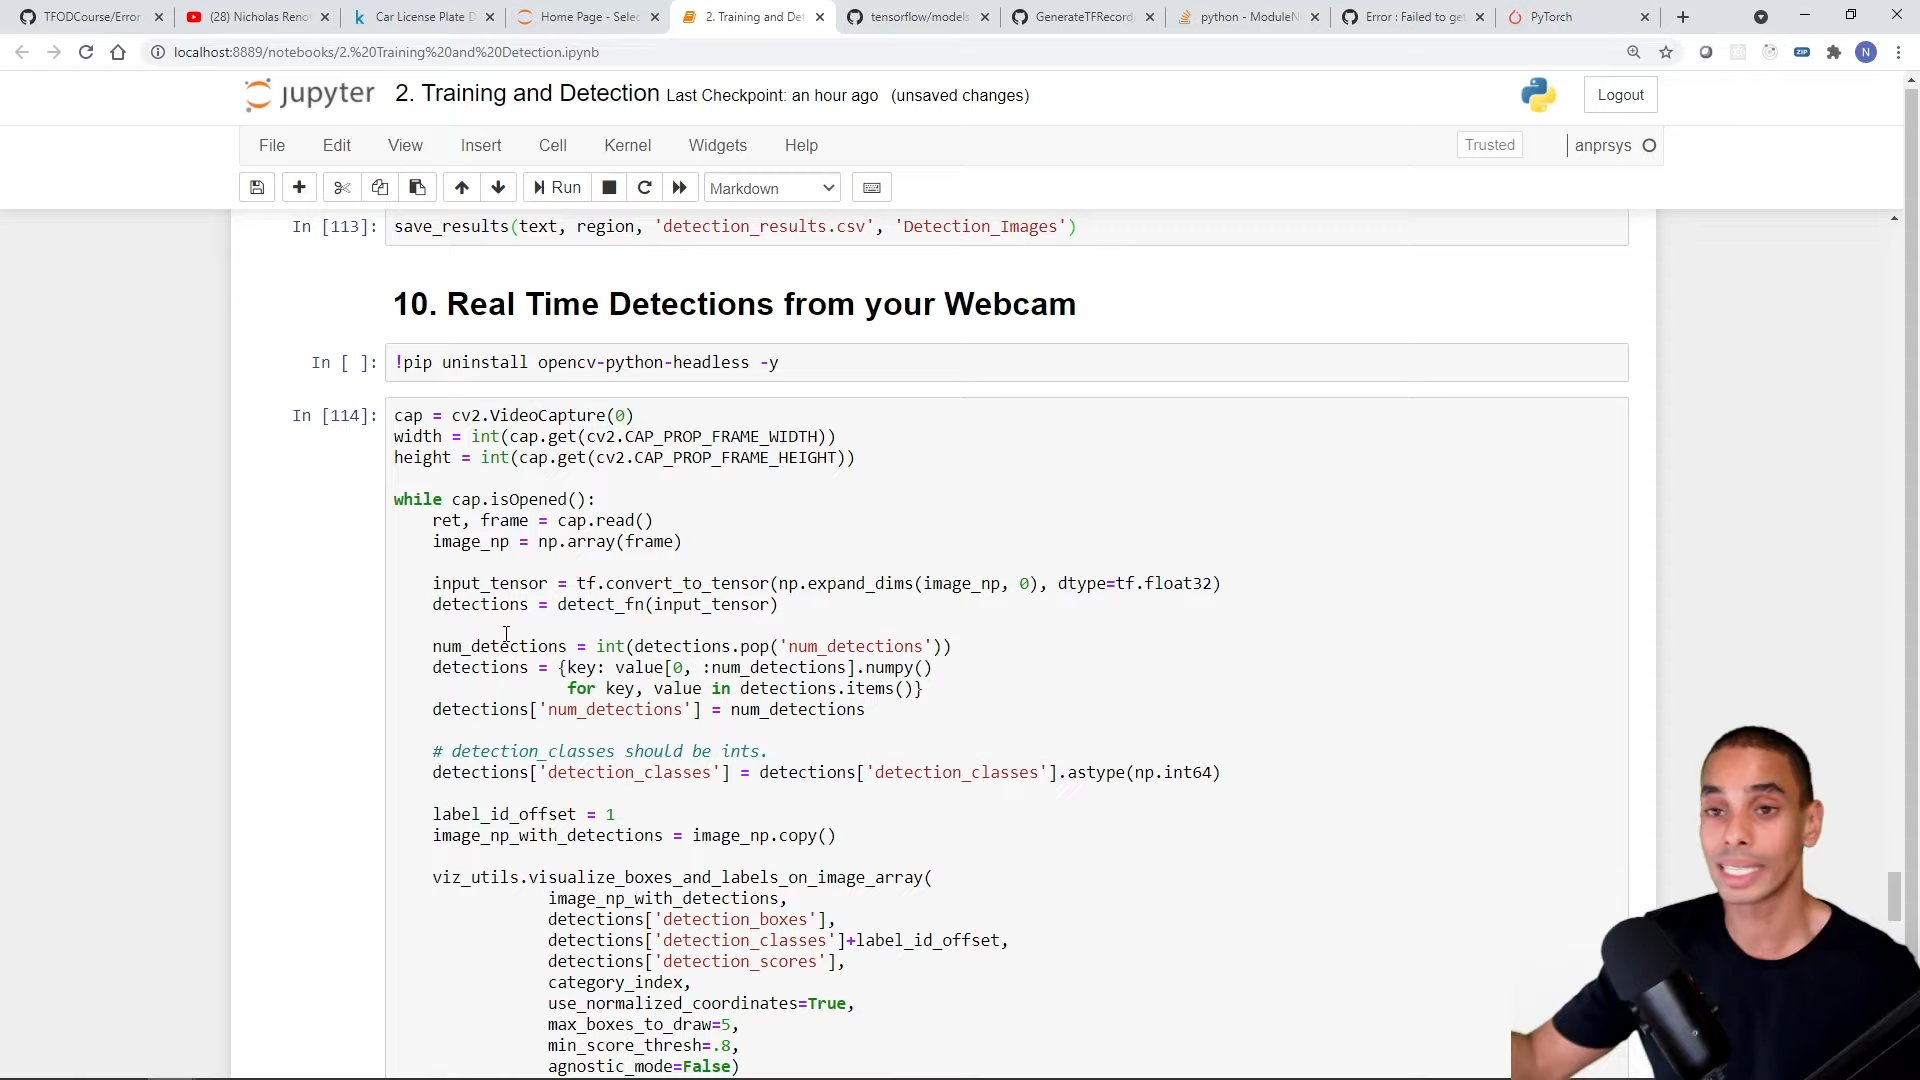 TFODCourse/Error
(28) Nicholas Reno
Car License Plate D
Home Page - Selec
2. Training and Det
tensorflow/models
GenerateTFRecord
python - ModuleN
Error : Failed to get
PyTorch
localhost:8889/notebooks/2.%20Training%20and%20Detection.ipynb
ZIP
N
jupyter 2. Training and Detection Last Checkpoint: an hour ago (unsaved changes)
Logout
File Edit View Insert Cell Kernel Widgets Help
Trusted
anprsys
Run
Markdown
In [113]: save_results(text, region, 'detection_results.csv', 'Detection_Images')
10. Real Time Detections from your Webcam
In [ ]: !pip uninstall opencv-python-headless -y
In [114]: cap = cv2.VideoCapture(0)
width = int(cap.get(cv2.CAP_PROP_FRAME_WIDTH))
height = int(cap.get(cv2.CAP_PROP_FRAME_HEIGHT))
while cap.isOpened():
ret, frame = cap.read()
image_np = np.array(frame)
input_tensor = tf.convert_to_tensor(np.expand_dims(image_np, 0), dtype=tf.float32)
detections = detect_fn(input_tensor)
num_detections = int(detections.pop('num_detections'))
detections = {key: value[0, :num_detections].numpy()
for key, value in detections.items()}
detections['num_detections'] = num_detections
# detection_classes should be ints.
detections['detection_classes'] = detections['detection_classes'].astype(np.int64)
label_id_offset = 1
image_np_with_detections = image_np.copy()
viz_utils.visualize_boxes_and_labels_on_image_array(
image_np_with_detections,
detections['detection_boxes'],
detections['detection_classes']+label_id_offset,
detections['detection_scores'],
category_index,
use_normalized_coordinates=True,
max_boxes_to_draw=5,
min_score_thresh=.8,
agnostic_mode=False)